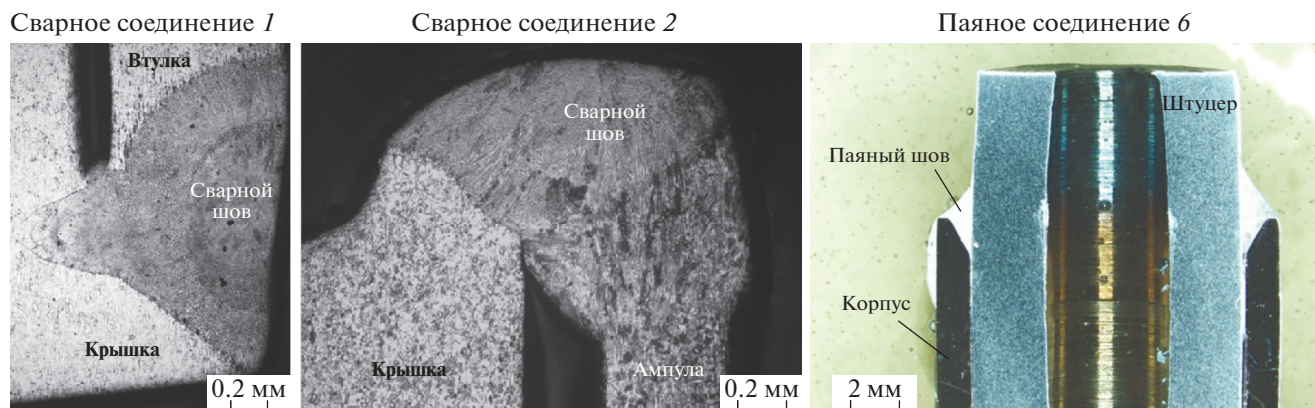 Сварное соединение 1
Сварное соединение 2
Паяное соединение 6
Втулка
Сварной
шов
Крышка
0.2 мм
Сварной
шов
Крышка
Ампула
0.2 мм
Штуцер
Паяный шов
Корпус
2 мм